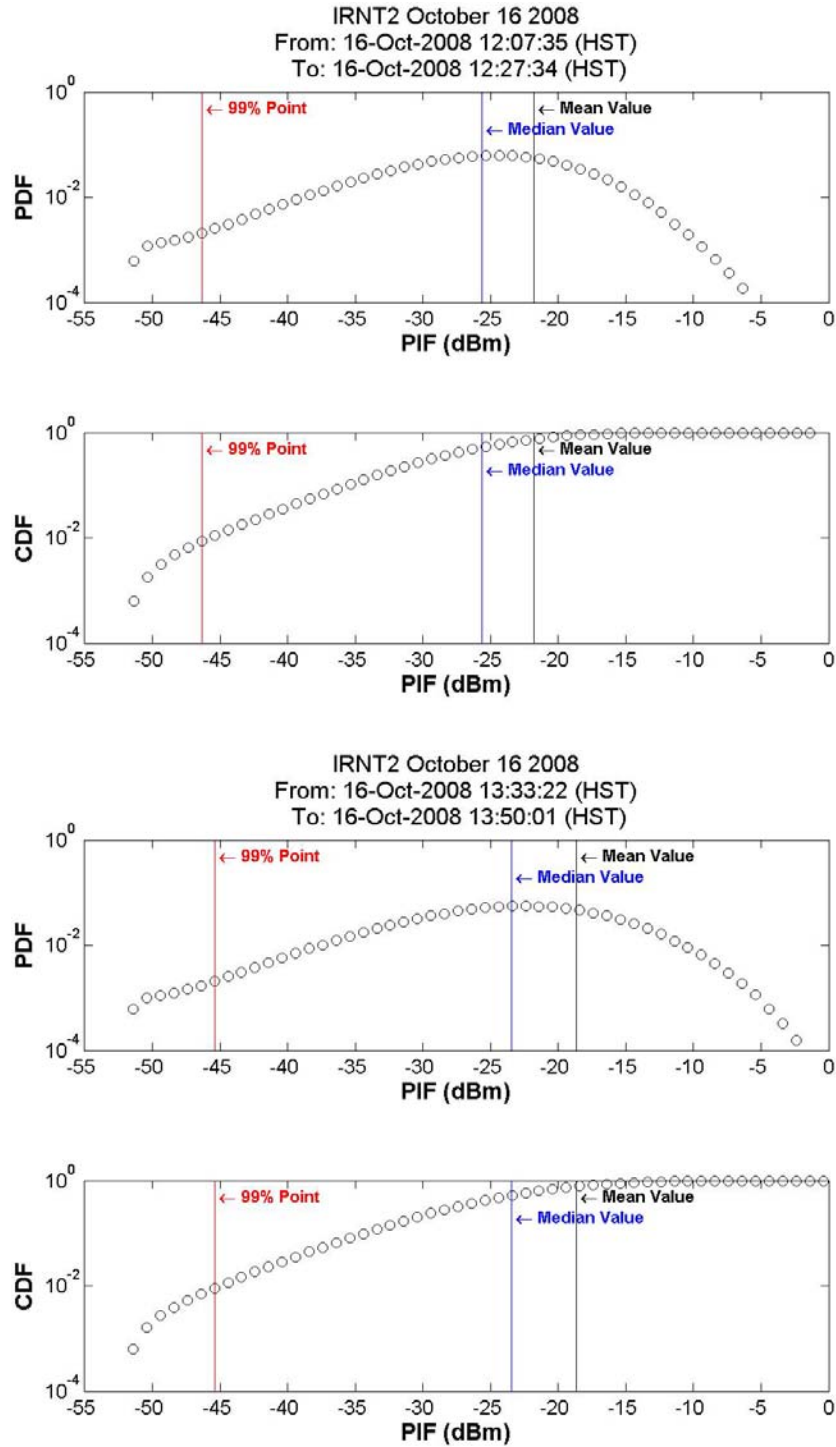 IRNT2 October 16 2008
From: 16-Oct-2008 12:07:35 (HST)
To: 16-Oct-2008 12:27:34 (HST)
10^0
← 99% Point
← Mean Value
← Median Value
PDF
10^-2
10^-4
-55 -50 -45 -40 -35 -30 -25 -20 -15 -10 -5 0
PIF (dBm)
10^0
← 99% Point
← Mean Value
← Median Value
CDF
10^-2
10^-4
-55 -50 -45 -40 -35 -30 -25 -20 -15 -10 -5 0
PIF (dBm)
IRNT2 October 16 2008
From: 16-Oct-2008 13:33:22 (HST)
To: 16-Oct-2008 13:50:01 (HST)
10^0
← 99% Point
← Mean Value
← Median Value
PDF
10^-2
10^-4
-55 -50 -45 -40 -35 -30 -25 -20 -15 -10 -5 0
PIF (dBm)
10^0
← 99% Point
← Mean Value
← Median Value
CDF
10^-2
10^-4
-55 -50 -45 -40 -35 -30 -25 -20 -15 -10 -5 0
PIF (dBm)